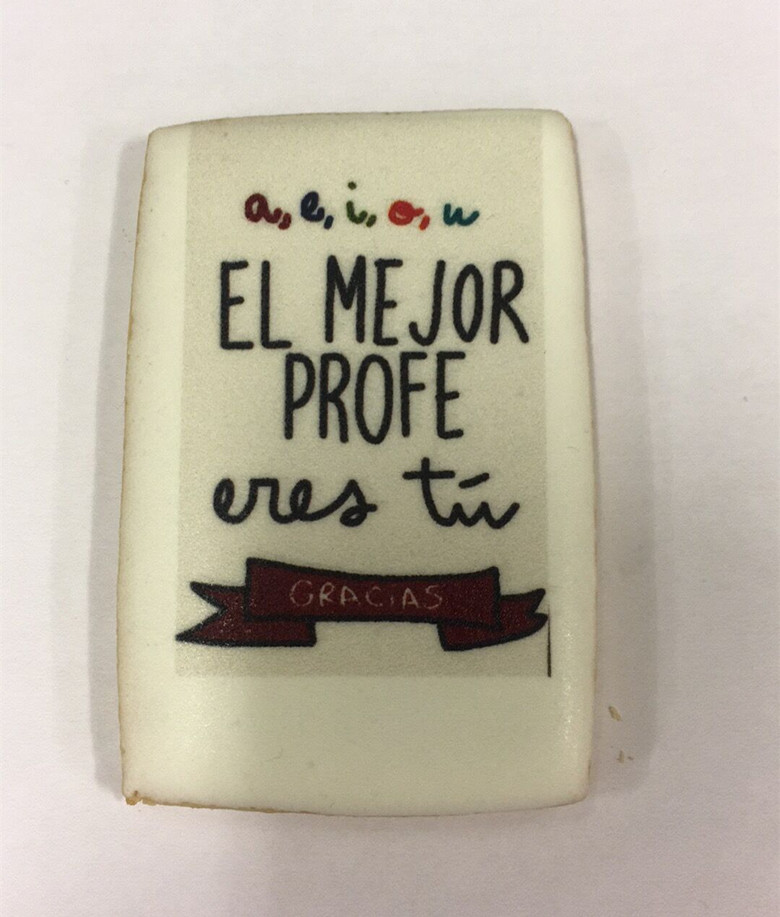 a, e, i, o, u
EL MEJOR
PROFE
eres tú
GRACIAS